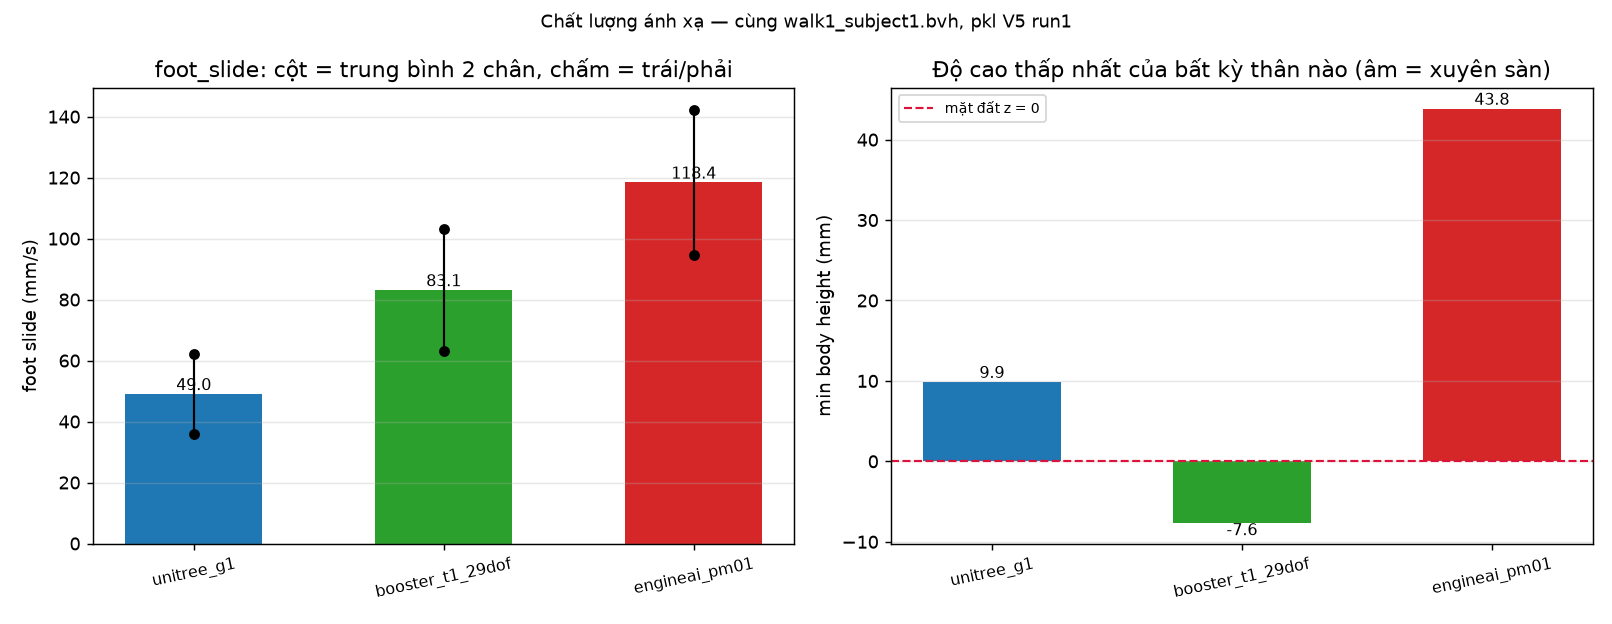 Chất lượng ánh xạ — cùng walk1_subject1.bvh, pkl V5 run1
foot_slide: cột = trung bình 2 chân, chấm = trái/phải
foot slide (mm/s)
140
120
100
80
60
40
20
0
49.0
83.1
118.4
unitree_g1
booster_t1_29dof
engineai_pm01
Độ cao thấp nhất của bất kỳ thân nào (âm = xuyên sàn)
mặt đất z = 0
min body height (mm)
40
30
20
10
0
−10
9.9
-7.6
43.8
unitree_g1
booster_t1_29dof
engineai_pm01